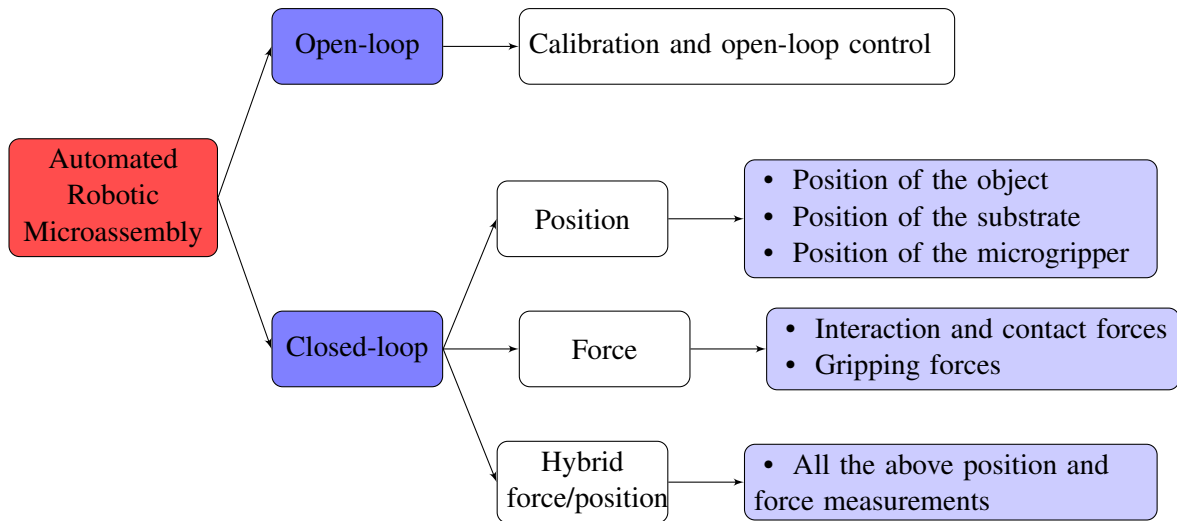 Open-loop
Calibration and open-loop control
Automated
Robotic
Microassembly
Closed-loop
Position
• Position of the object
• Position of the substrate
• Position of the microgripper
Force
• Interaction and contact forces
• Gripping forces
Hybrid
force/position
• All the above position and
force measurements